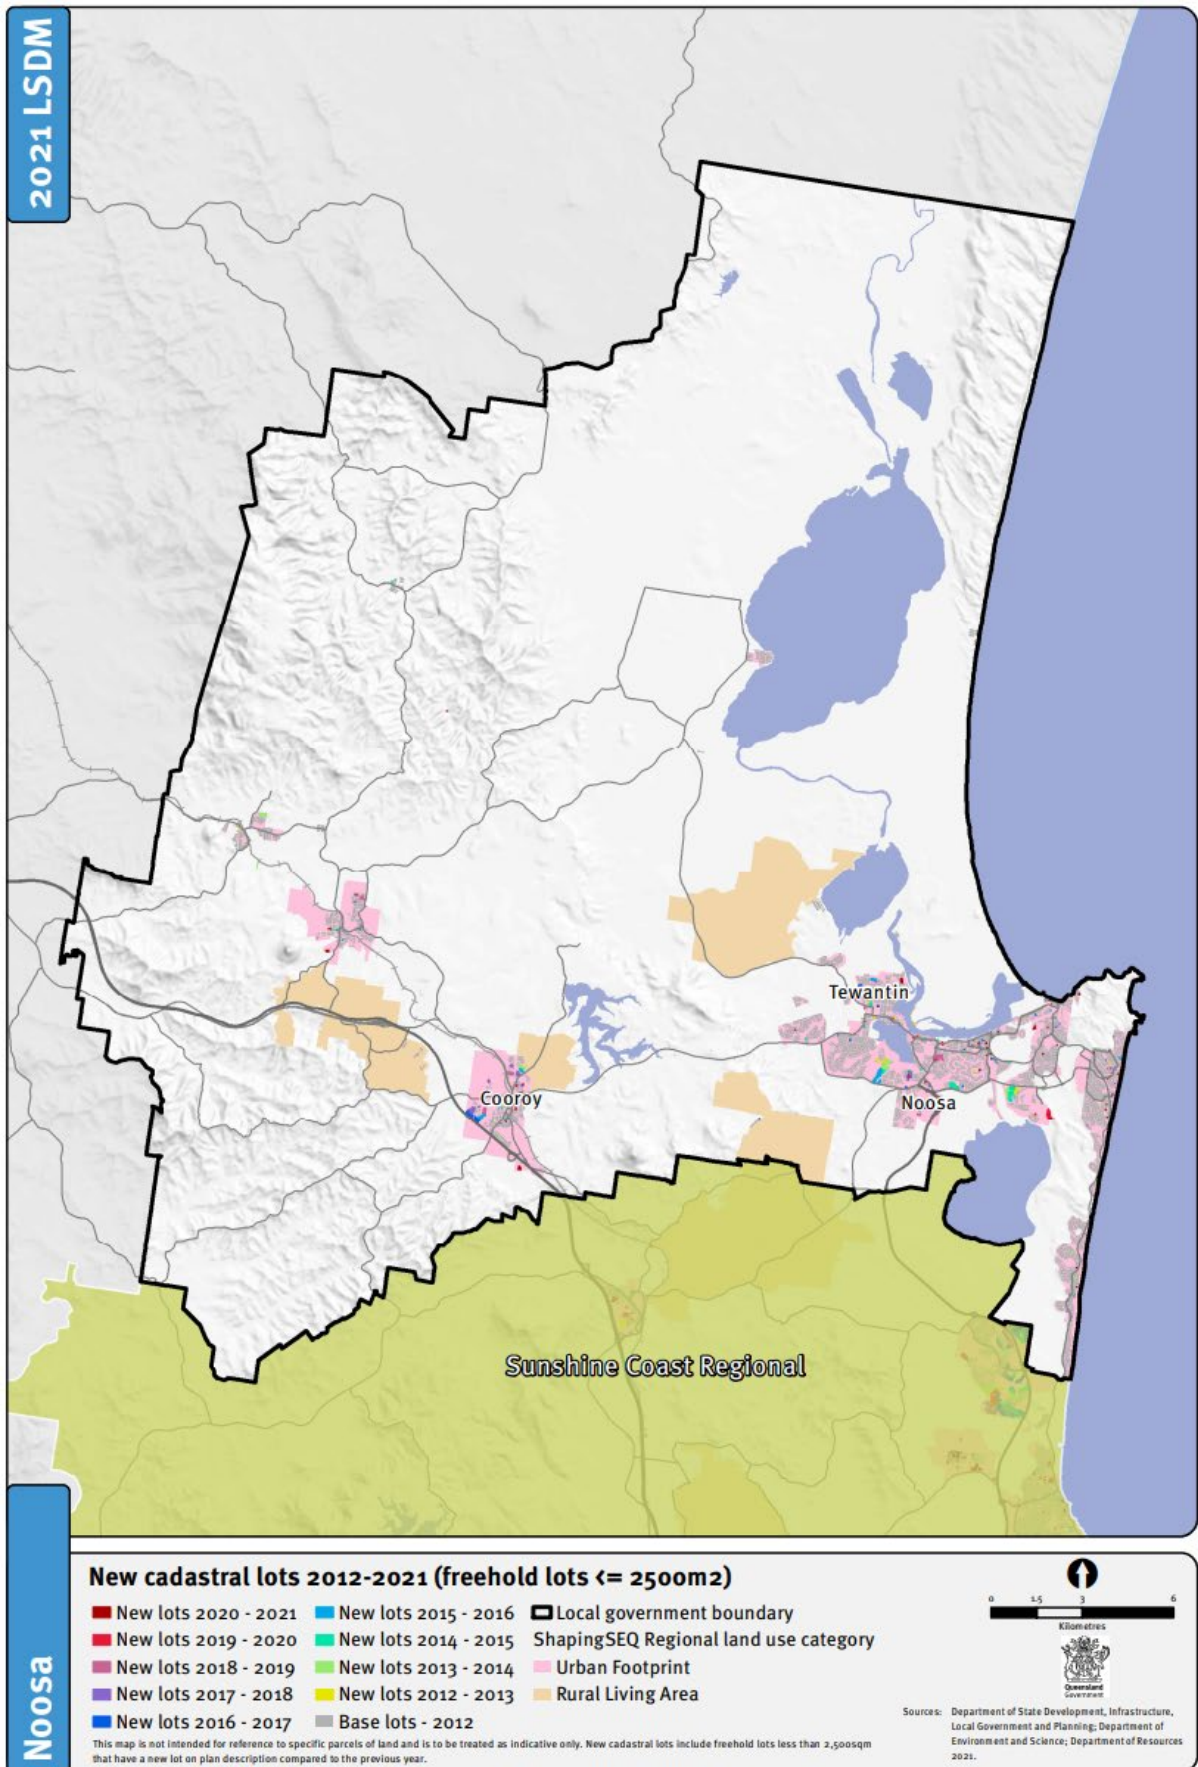 2021 LSDM
Tewantin
Noosa
Cooroy
Sunshine Coast Regional
Noosa
New cadastral lots 2012-2021 (freehold lots <= 2500m2)
New lots 2020 - 2021
New lots 2019 - 2020
New lots 2018 - 2019
New lots 2017 - 2018
New lots 2016 - 2017
New lots 2015 - 2016
New lots 2014 - 2015
New lots 2013 - 2014
New lots 2012 - 2013
Base lots - 2012
Local government boundary
ShapingSEQ Regional land use category
Urban Footprint
Rural Living Area
This map is not intended for reference to specific parcels of land and is to be treated as indicative only. New cadastral lots include freehold lots less than 2,500sqm
that have a new lot on plan description compared to the previous year.
0 1.5 3 6
Kilometres
Queensland
Government
Sources: Department of State Development, Infrastructure,
Local Government and Planning; Department of
Environment and Science; Department of Resources
2021.